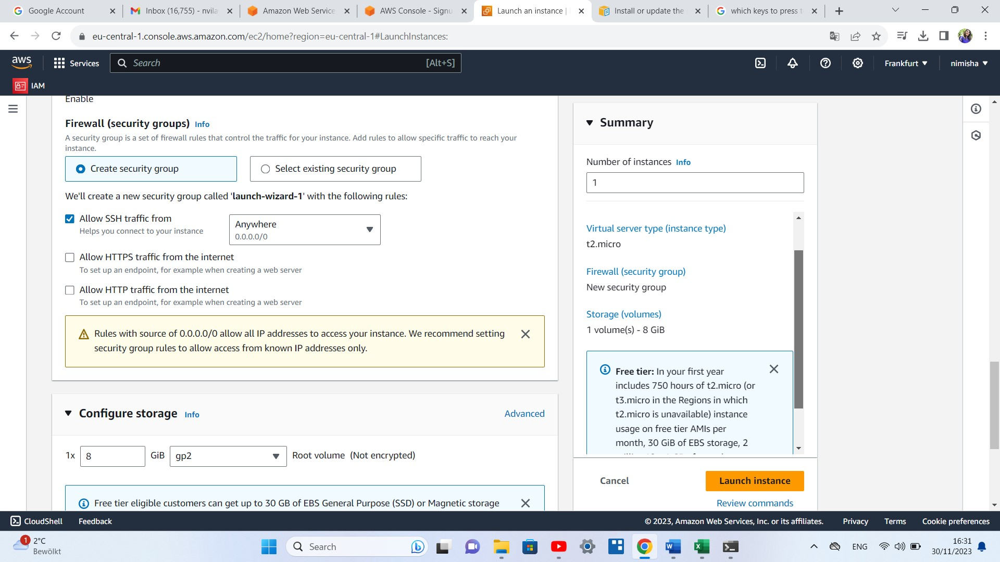 Google Account
Inbox (16,755) - nvila
Amazon Web Service
AWS Console - Signu
Launch an instance |
Install or update the
which keys to press t
eu-central-1.console.aws.amazon.com/ec2/home?region=eu-central-1#LaunchInstances:
aws
Services
Search
[Alt+S]
Frankfurt
nimisha
IAM
Enable
Firewall (security groups) Info
A security group is a set of firewall rules that control the traffic for your instance. Add rules to allow specific traffic to reach your
instance.
Create security group
Select existing security group
We'll create a new security group called 'launch-wizard-1' with the following rules:
Allow SSH traffic from
Helps you connect to your instance
Anywhere
0.0.0.0/0
Allow HTTPS traffic from the internet
To set up an endpoint, for example when creating a web server
Allow HTTP traffic from the internet
To set up an endpoint, for example when creating a web server
Rules with source of 0.0.0.0/0 allow all IP addresses to access your instance. We recommend setting
security group rules to allow access from known IP addresses only.
Configure storage Info
Advanced
1x 8 GiB gp2 Root volume (Not encrypted)
Free tier eligible customers can get up to 30 GB of EBS General Purpose (SSD) or Magnetic storage
Summary
Number of instances Info
1
Virtual server type (instance type)
t2.micro
Firewall (security group)
New security group
Storage (volumes)
1 volume(s) - 8 GiB
Free tier: In your first year
includes 750 hours of t2.micro (or
t3.micro in the Regions in which
t2.micro is unavailable) instance
usage on free tier AMIs per
month, 30 GiB of EBS storage, 2
Cancel
Launch instance
Review commands
CloudShell
Feedback
© 2023, Amazon Web Services, Inc. or its affiliates.
Privacy
Terms
Cookie preferences
1
2°C
Bewölkt
Search
ENG
16:31
30/11/2023